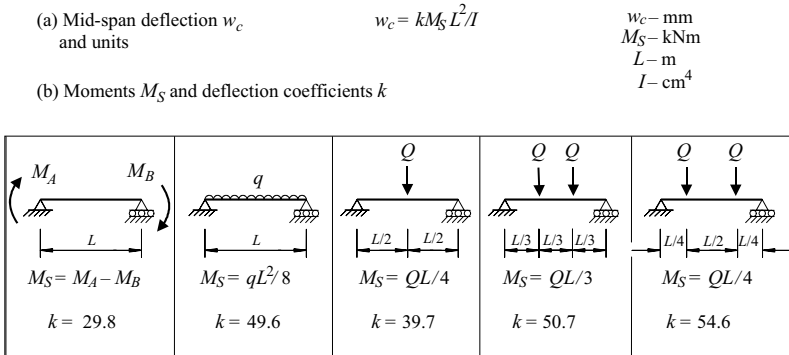 (a) Mid-span deflection w_c and units
w_c = kM_S L²/I
w_c – mm
M_S – kNm
L – m
I – cm⁴
(b) Moments M_S and deflection coefficients k
M_A
M_B
L
M_S = M_A – M_B
k = 29.8
q
L
M_S = qL²/8
k = 49.6
Q
L/2 L/2
M_S = QL/4
k = 39.7
Q Q
L/3 L/3 L/3
M_S = QL/3
k = 50.7
Q Q
L/4 L/2 L/4
M_S = QL/4
k = 54.6